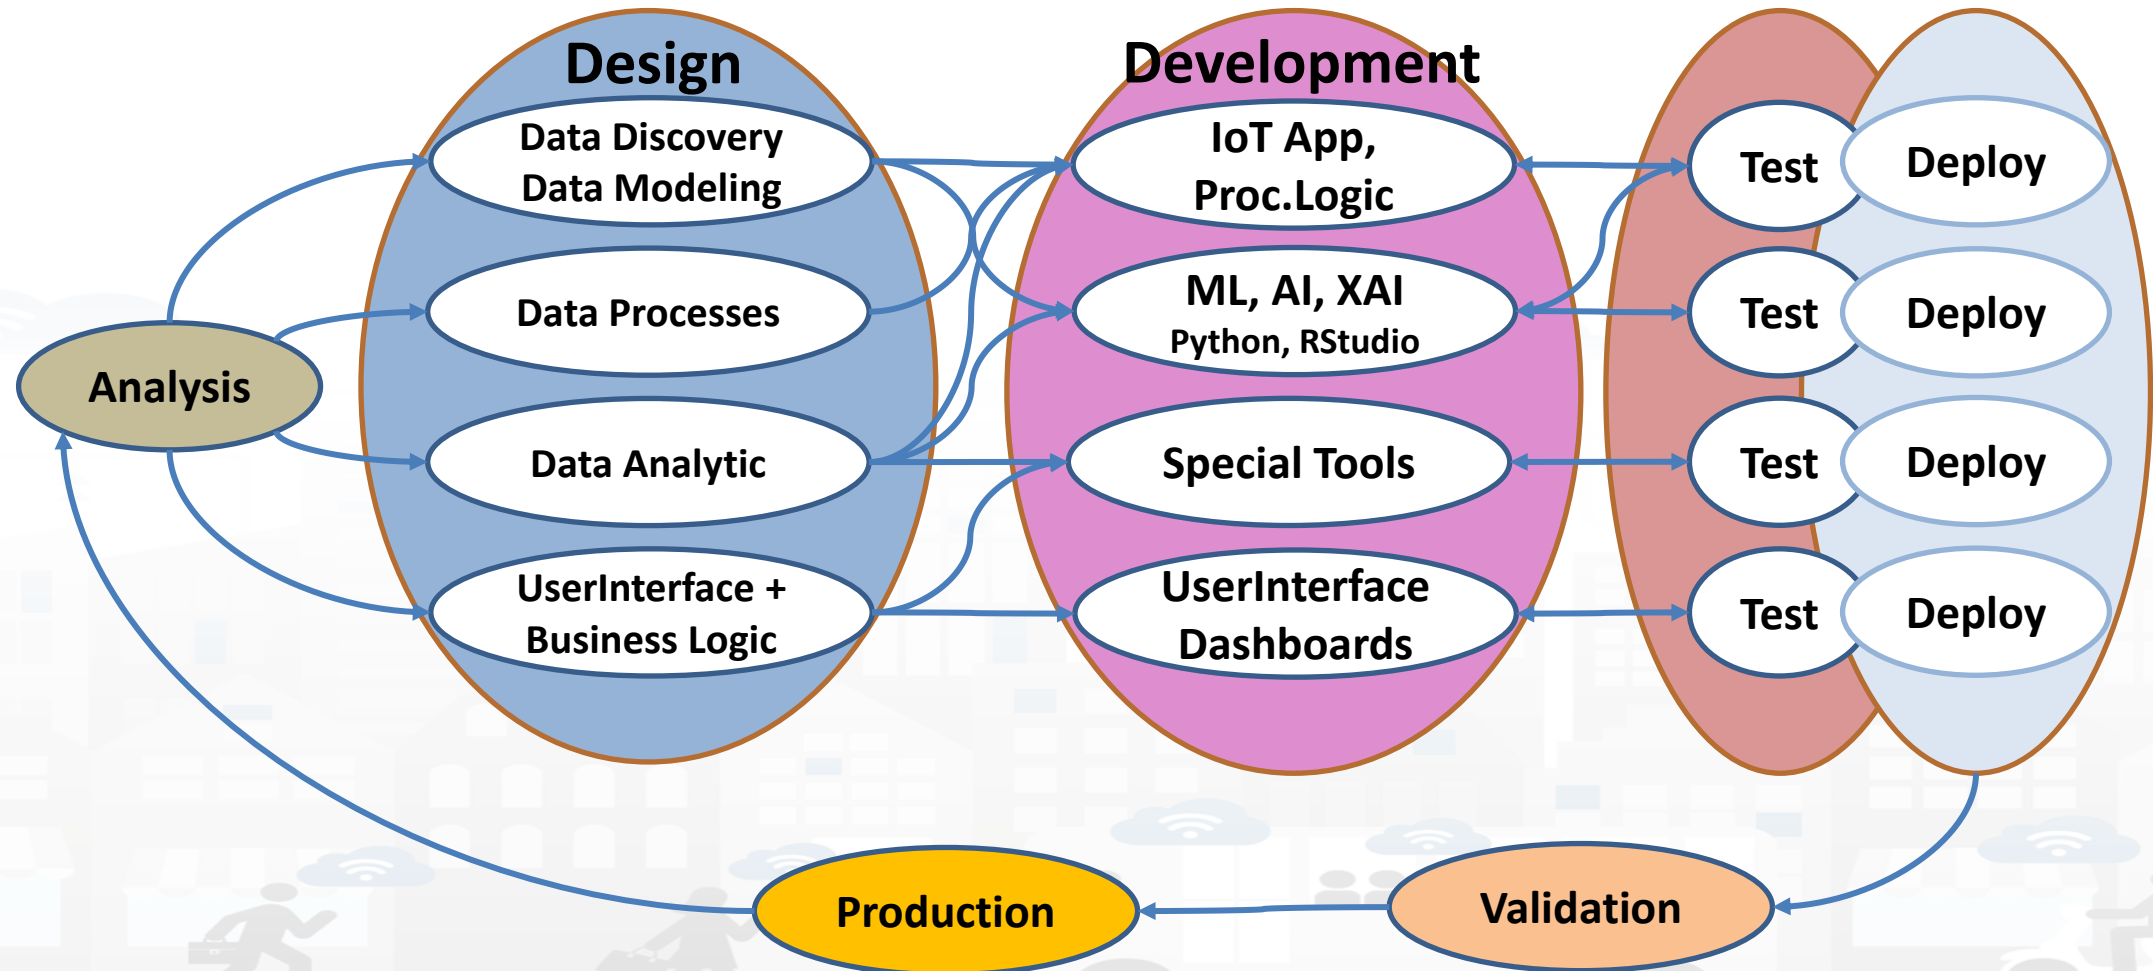 Design
Data Discovery
Data Modeling
Data Processes
Data Analytic
UserInterface +
Business Logic
Development
IoT App,
Proc.Logic
ML, AI, XAI
Python, RStudio
Special Tools
UserInterface
Dashboards
Test
Deploy
Test
Deploy
Test
Deploy
Test
Deploy
Analysis
Production
Validation